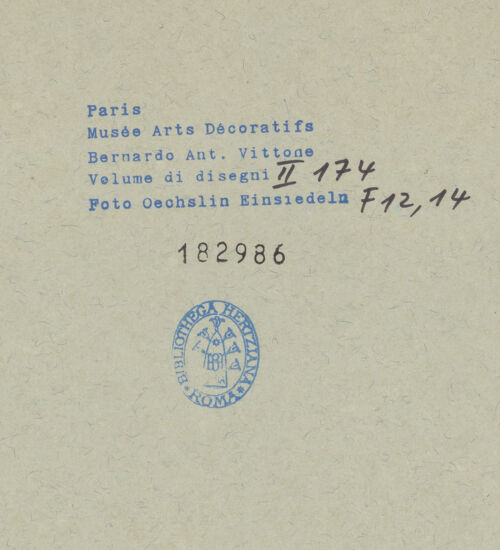 Paris
Musée Arts Décoratifs
Bernardo Ant. Vittone
Volume di disegni II 174
Foto Oechslin Einsiedeln F12,14
182986
BIBLIOTHECA HERTZIANA
ROMA